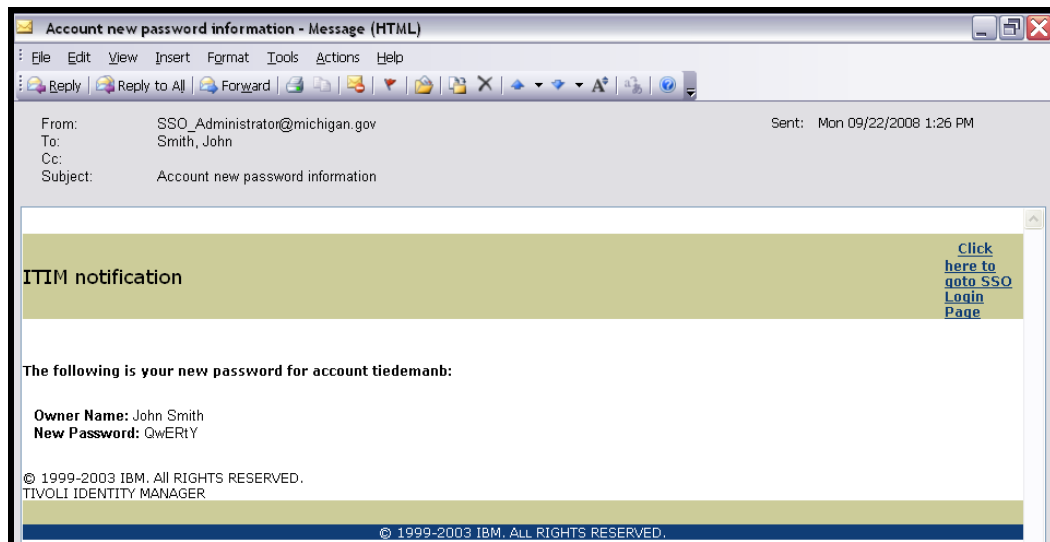 Account new password information - Message (HTML)
File Edit View Insert Format Tools Actions Help
Reply Reply to All Forward
From: SSO_Administrator@michigan.gov Sent: Mon 09/22/2008 1:26 PM
To: Smith, John
Cc:
Subject: Account new password information
Click
here to
goto SSO
Login
Page
ITIM notification
The following is your new password for account tiedemanb:
Owner Name: John Smith
New Password: QwERtY
© 1999-2003 IBM. All RIGHTS RESERVED.
TIVOLI IDENTITY MANAGER
© 1999-2003 IBM. ALL RIGHTS RESERVED.